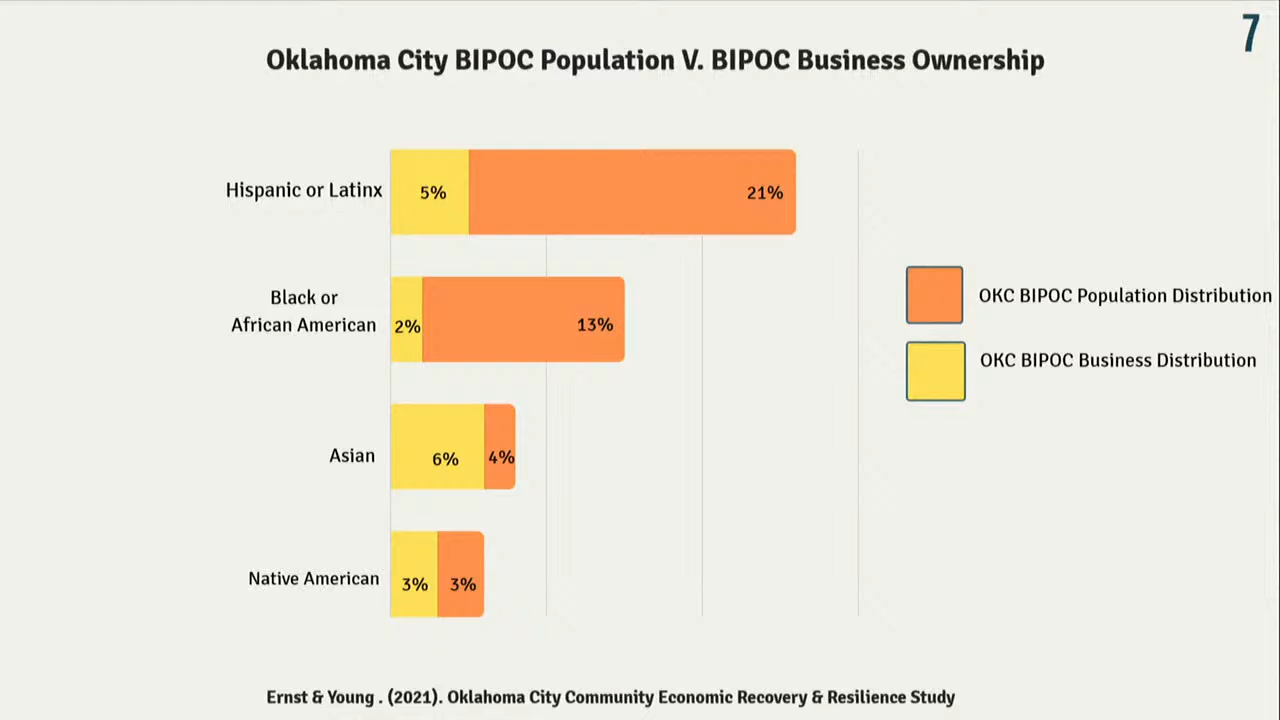 7
Oklahoma City BIPOC Population V. BIPOC Business Ownership
Hispanic or Latinx
5%
21%
Black or
African American
2%
13%
OKC BIPOC Population Distribution
OKC BIPOC Business Distribution
Asian
6%
4%
Native American
3%
3%
Ernst & Young . (2021). Oklahoma City Community Economic Recovery & Resilience Study